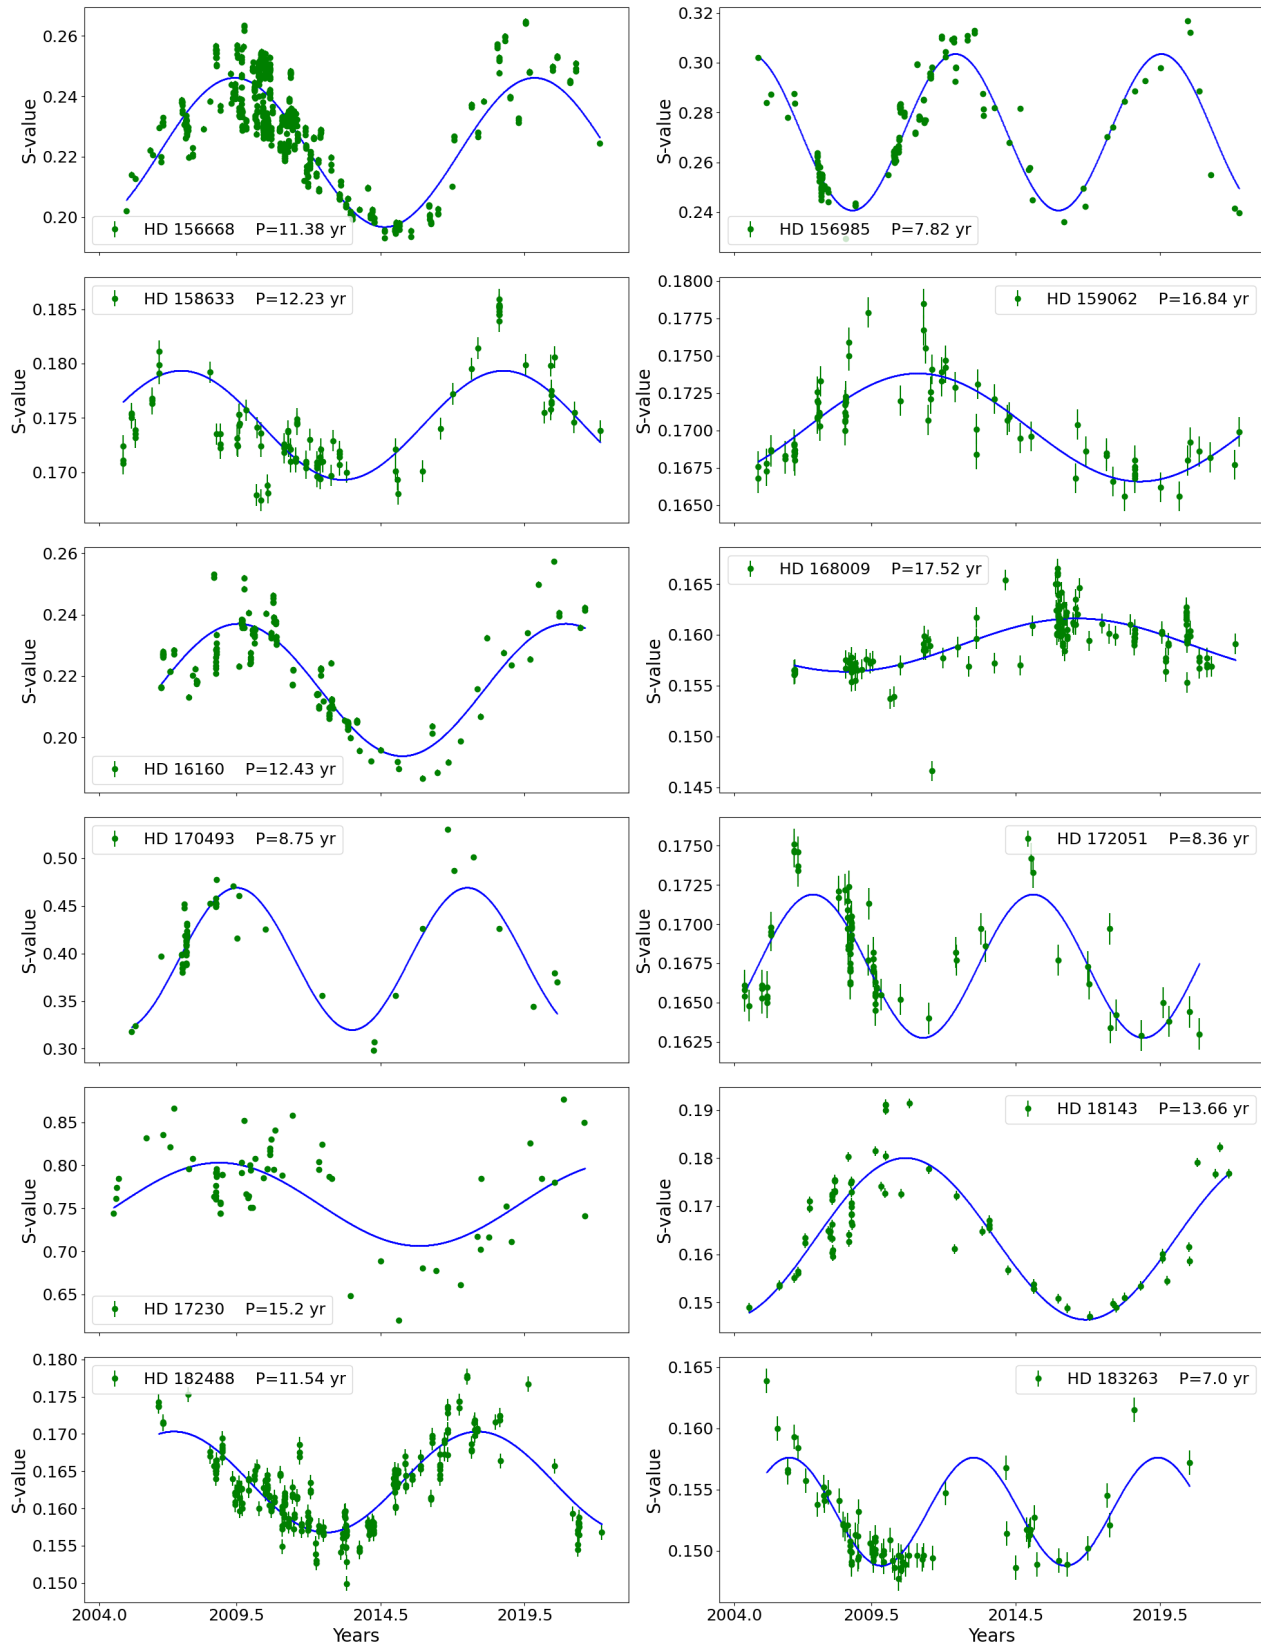 0.26
0.24
0.22
0.20
S-value
HD 156668 P=11.38 yr
0.32
0.30
0.28
0.26
0.24
S-value
HD 156985 P=7.82 yr
0.185
0.180
0.175
0.170
S-value
HD 158633 P=12.23 yr
0.1800
0.1775
0.1750
0.1725
0.1700
0.1675
0.1650
S-value
HD 159062 P=16.84 yr
0.26
0.24
0.22
0.20
S-value
HD 16160 P=12.43 yr
0.165
0.160
0.155
0.150
0.145
S-value
HD 168009 P=17.52 yr
0.50
0.45
0.40
0.35
0.30
S-value
HD 170493 P=8.75 yr
0.1750
0.1725
0.1700
0.1675
0.1650
0.1625
S-value
HD 172051 P=8.36 yr
0.85
0.80
0.75
0.70
0.65
S-value
HD 17230 P=15.2 yr
0.19
0.18
0.17
0.16
0.15
S-value
HD 18143 P=13.66 yr
0.180
0.175
0.170
0.165
0.160
0.155
0.150
S-value
HD 182488 P=11.54 yr
2004.0 2009.5 2014.5 2019.5
Years
0.165
0.160
0.155
0.150
S-value
HD 183263 P=7.0 yr
2004.0 2009.5 2014.5 2019.5
Years